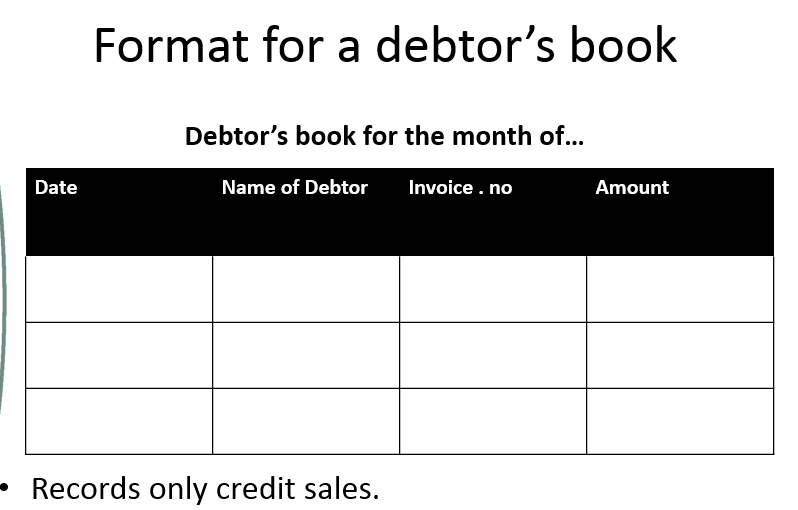 Format for a debtor’s book
Debtor’s book for the month of…
Date Name of Debtor Invoice . no Amount
• Records only credit sales.